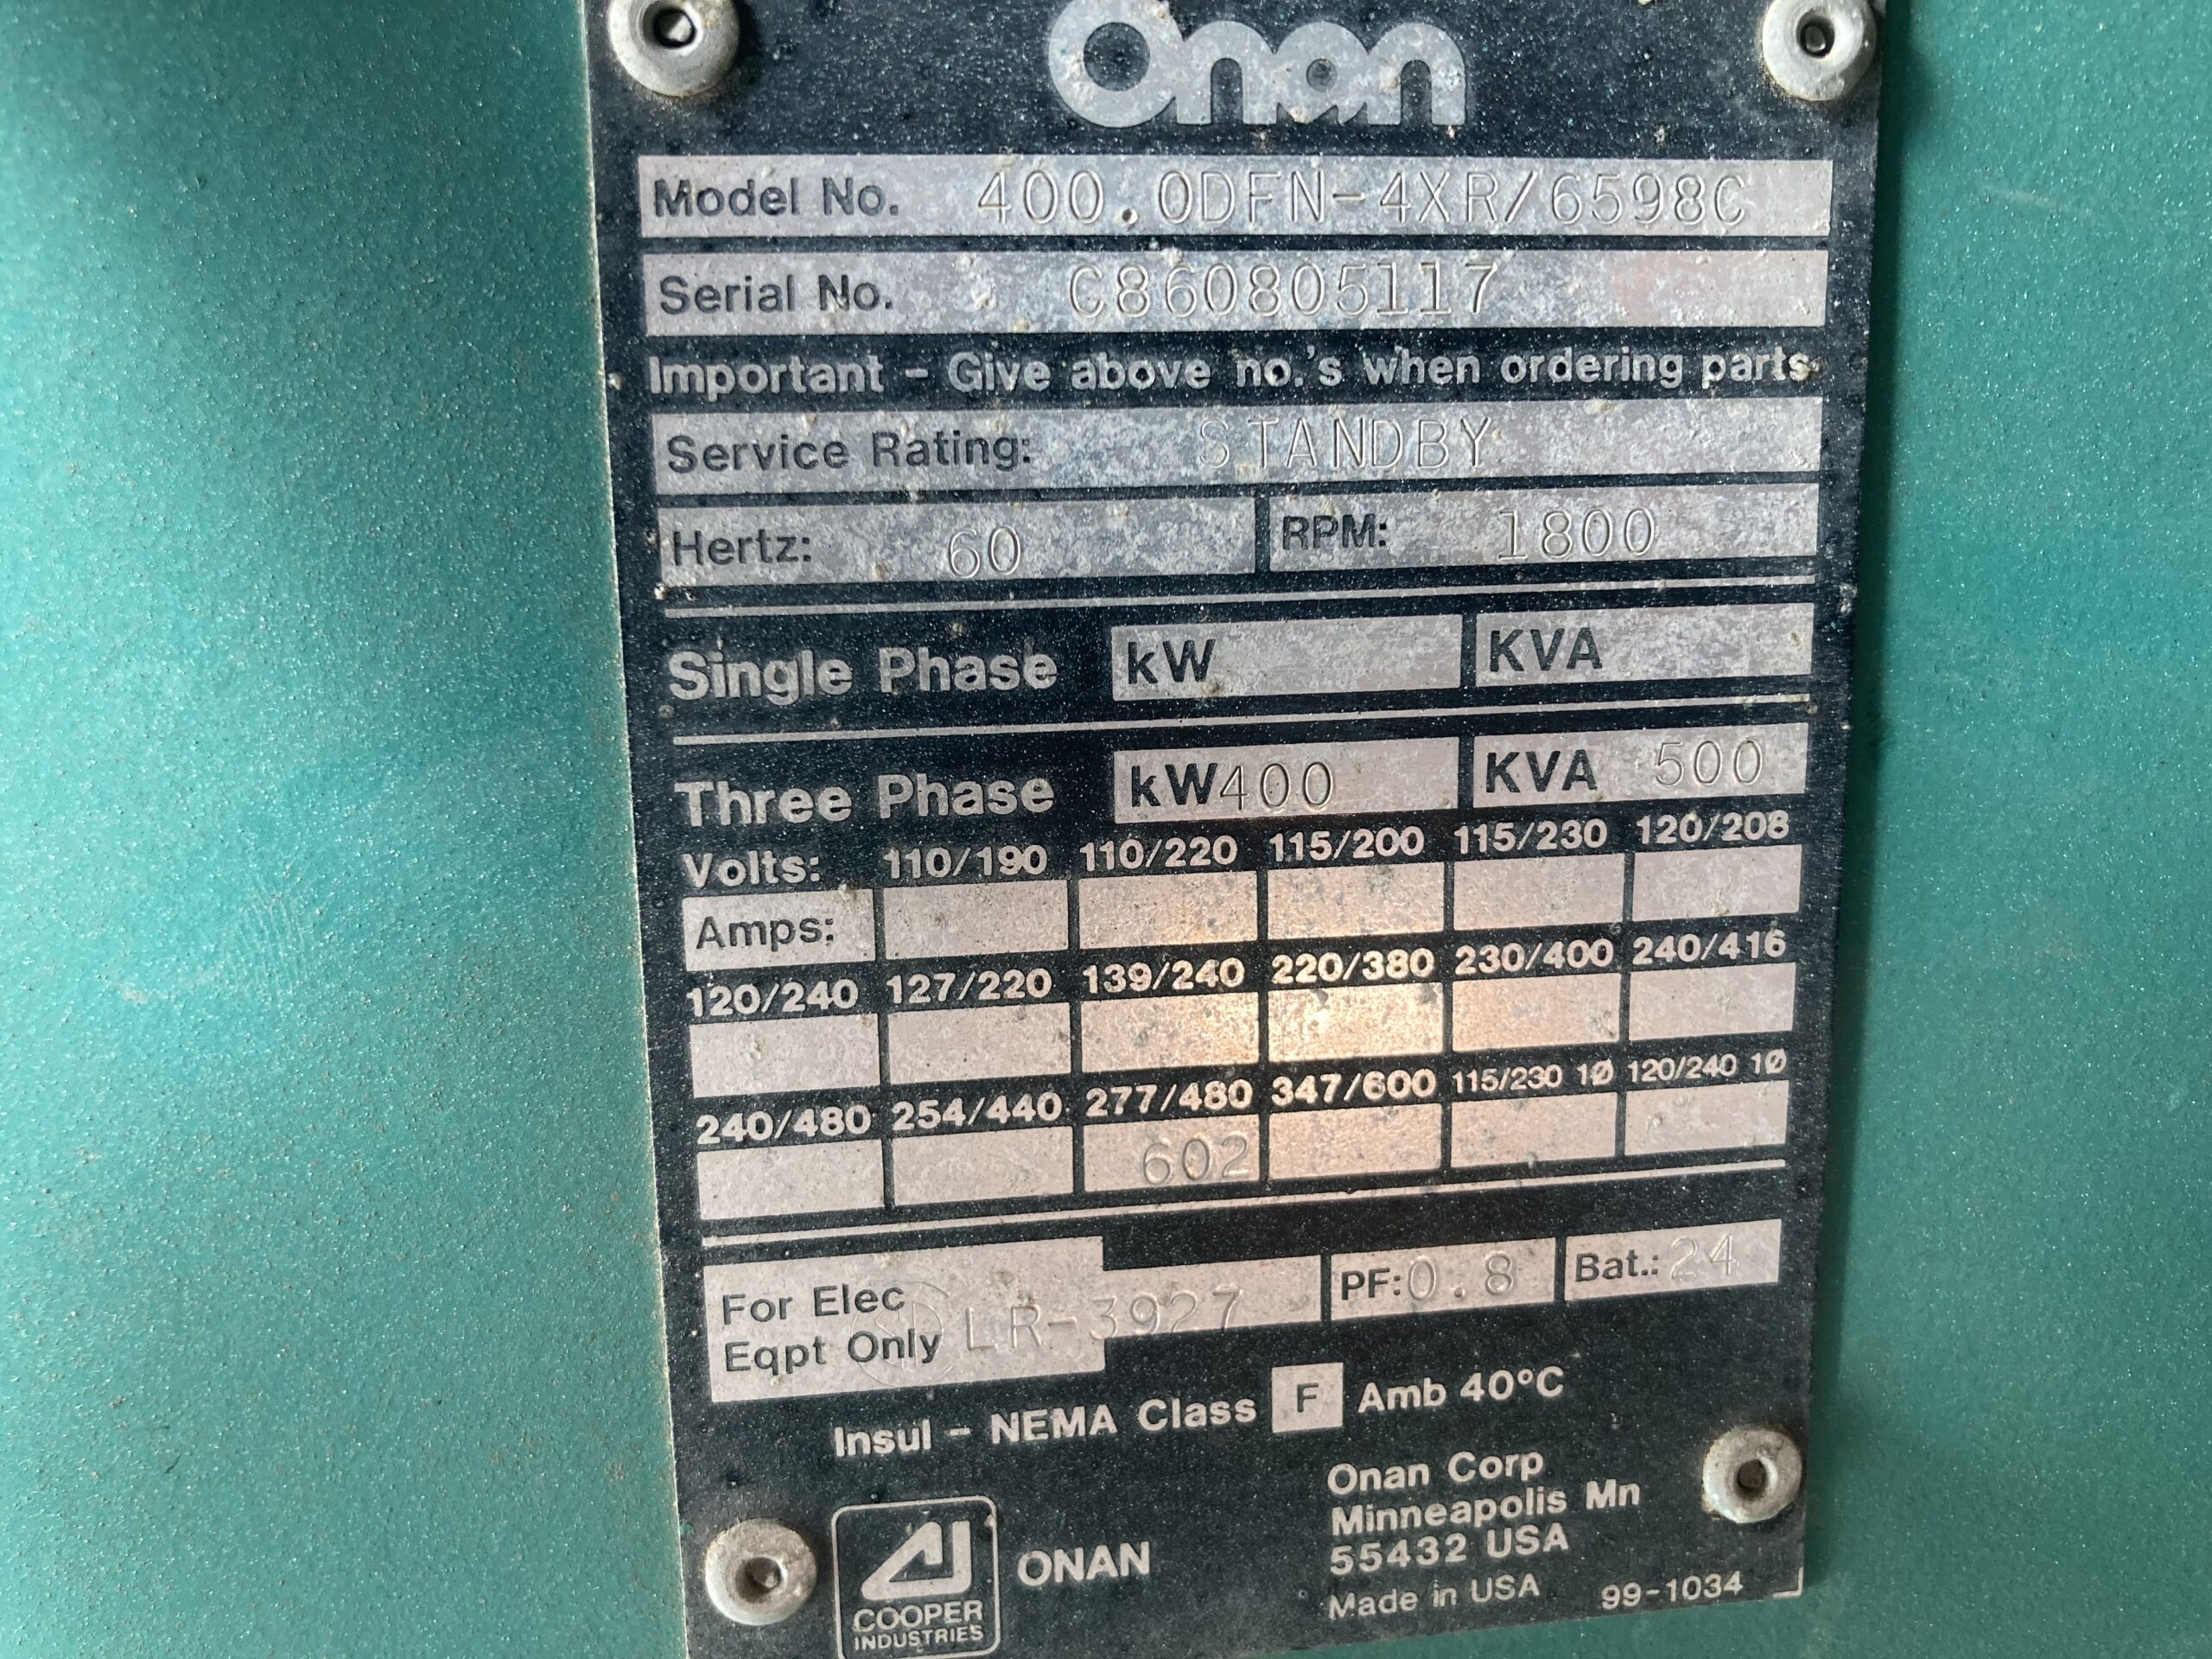 Onan
Model No. 400.0DFN-4XR/6598C
Serial No. C860805117
Important - Give above no.'s when ordering parts
Service Rating: STANDBY
Hertz: 60 RPM: 1800
Single Phase kW KVA
Three Phase kW 400 KVA 500
Volts: 110/190 110/220 115/200 115/230 120/208
Amps:
120/240 127/220 139/240 220/380 230/400 240/416
240/480 254/440 277/480 347/600 115/230 1Ø 120/240 1Ø
602
For Elec
Eqpt Only LR-3927 PF: 0.8 Bat.: 24
Insul - NEMA Class F Amb 40°C
Onan Corp
Minneapolis Mn
55432 USA
Made in USA 99-1034
COOPER
INDUSTRIES
ONAN